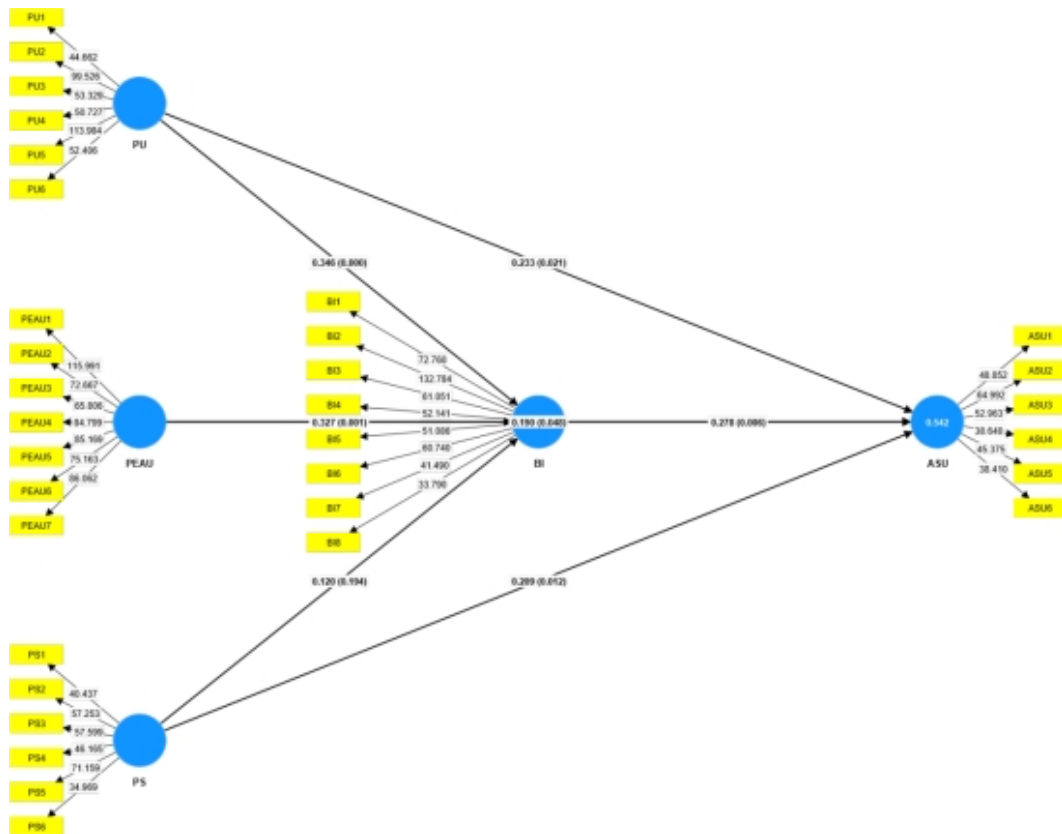 PU1
PU2
PU3
PU4
PU5
PU6
44.662
99.526
53.329
58.727
113.984
52.406
PU
0.346 (0.000)
0.233 (0.021)
PEAU1
PEAU2
PEAU3
PEAU4
PEAU5
PEAU6
PEAU7
115.991
72.667
65.806
84.799
85.169
75.163
86.062
PEAU
0.327 (0.001)
BI1
BI2
BI3
BI4
BI5
BI6
BI7
BI8
72.760
132.784
61.051
52.141
51.086
60.740
41.490
33.790
0.193 (0.048)
BI
0.278 (0.006)
0.542
ASU
48.852
64.992
52.963
38.648
45.375
38.410
ASU1
ASU2
ASU3
ASU4
ASU5
ASU6
0.120 (0.194)
0.209 (0.012)
PS1
PS2
PS3
PS4
PS5
PS6
40.437
57.253
57.599
46.165
71.159
34.969
PS